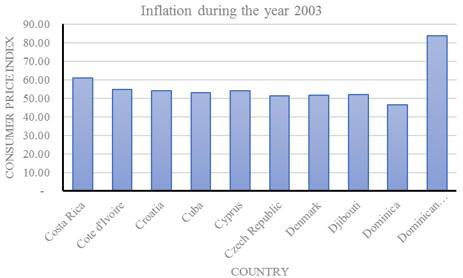 Inflation during the year 2003
CONSUMER PRICE INDEX
90.00
80.00
70.00
60.00
50.00
40.00
30.00
20.00
10.00
-
Costa Rica
Cote d'Ivoire
Croatia
Cuba
Cyprus
Czech Republic
Denmark
Djibouti
Dominica
Dominican...
COUNTRY